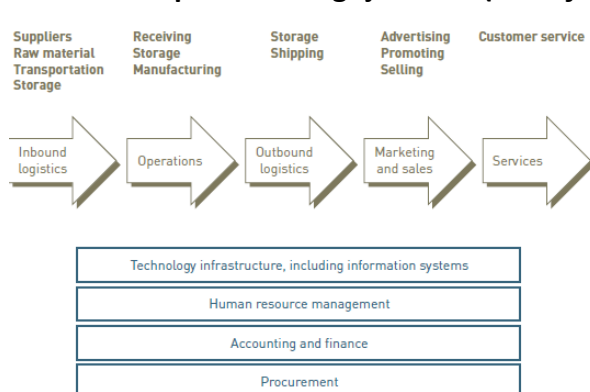 Suppliers
Raw material
Transportation
Storage
Receiving
Storage
Manufacturing
Storage
Shipping
Advertising
Promoting
Selling
Customer service
Inbound
logistics
Operations
Outbound
logistics
Marketing
and sales
Services
Technology infrastructure, including information systems
Human resource management
Accounting and finance
Procurement